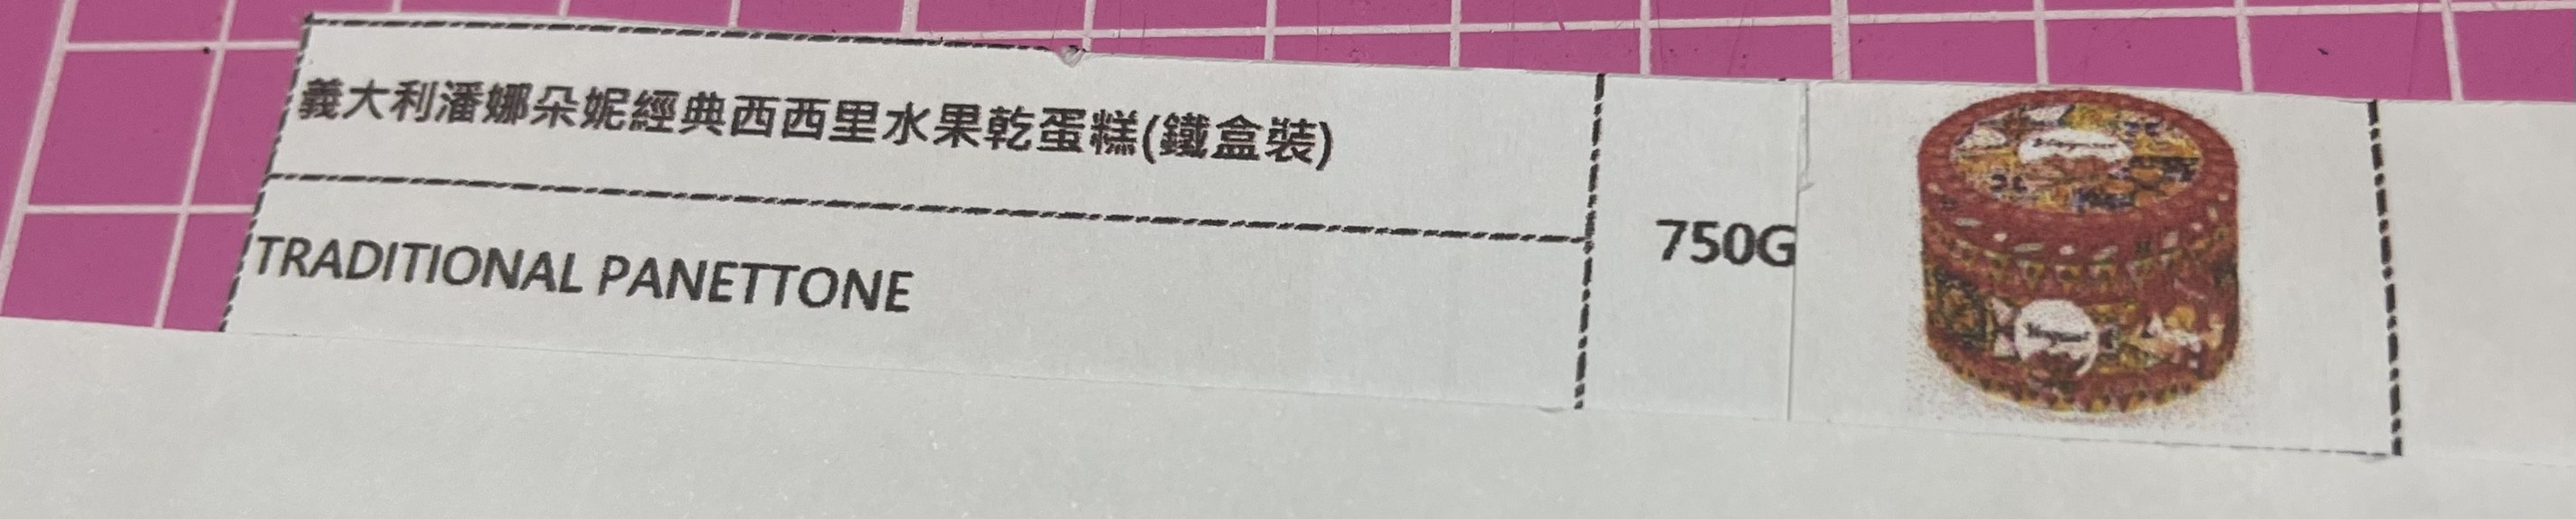 義大利潘娜朵妮經典西西里水果乾蛋糕(鐵盒裝)
TRADITIONAL PANETTONE
750G